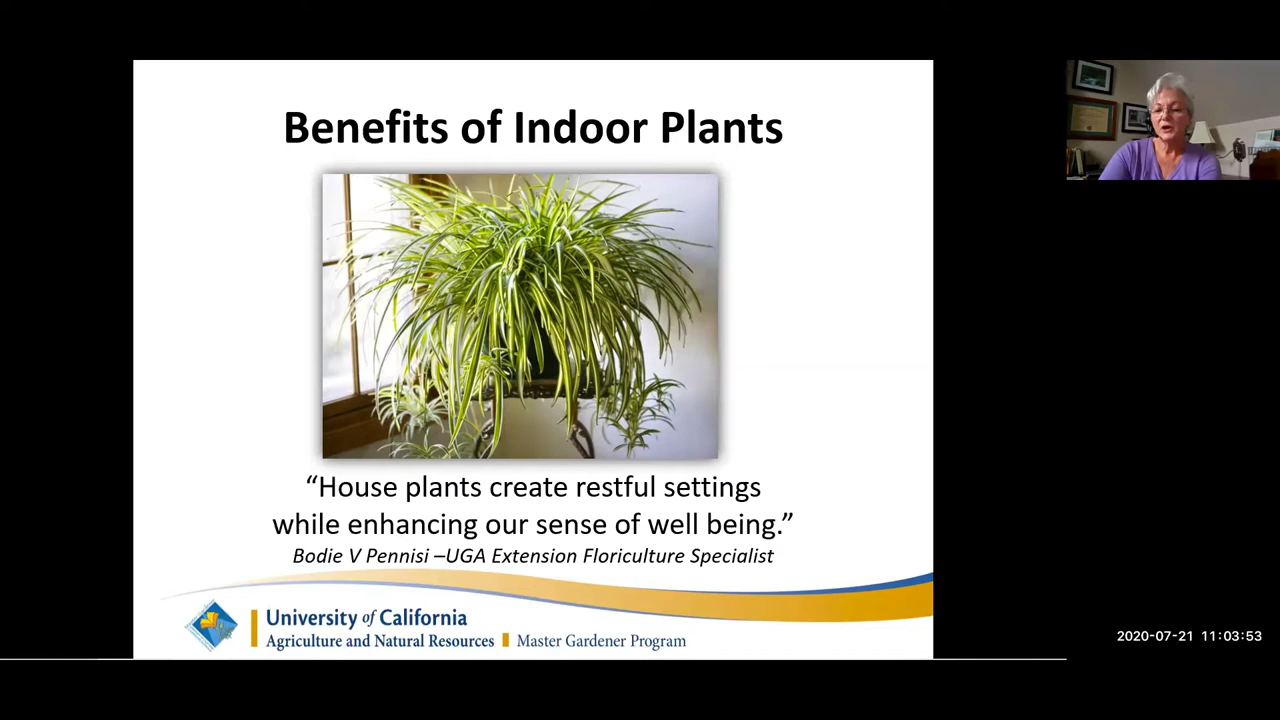 Benefits of Indoor Plants
“House plants create restful settings
while enhancing our sense of well being.”
Bodie V Pennisi –UGA Extension Floriculture Specialist
University of California
Agriculture and Natural Resources Master Gardener Program
2020-07-21 11:03:53